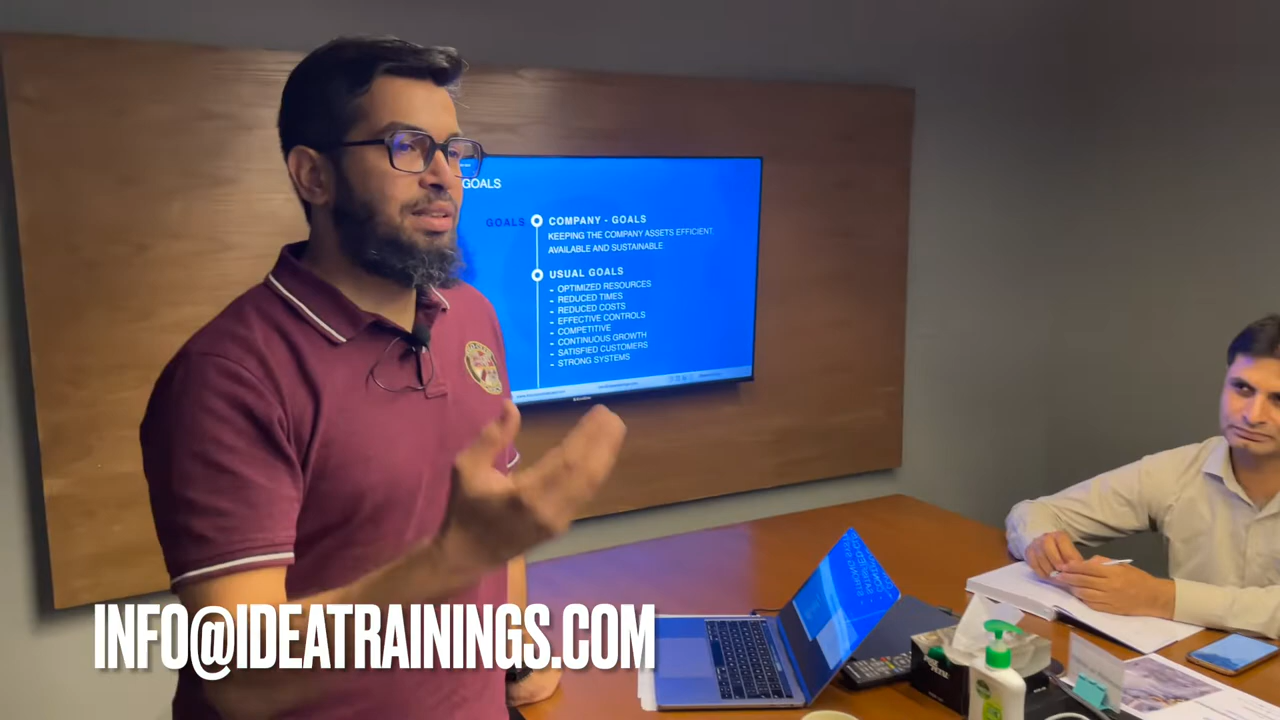 GOALS
GOALS
COMPANY - GOALS
KEEPING THE COMPANY ASSETS EFFICIENT,
AVAILABLE AND SUSTAINABLE
USUAL GOALS
- OPTIMIZED RESOURCES
- REDUCED TIMES
- REDUCED COSTS
- EFFECTIVE CONTROLS
- COMPETITIVE
- CONTINUOUS GROWTH
- SATISFIED CUSTOMERS
- STRONG SYSTEMS
INFO@IDEATRAININGS.COM